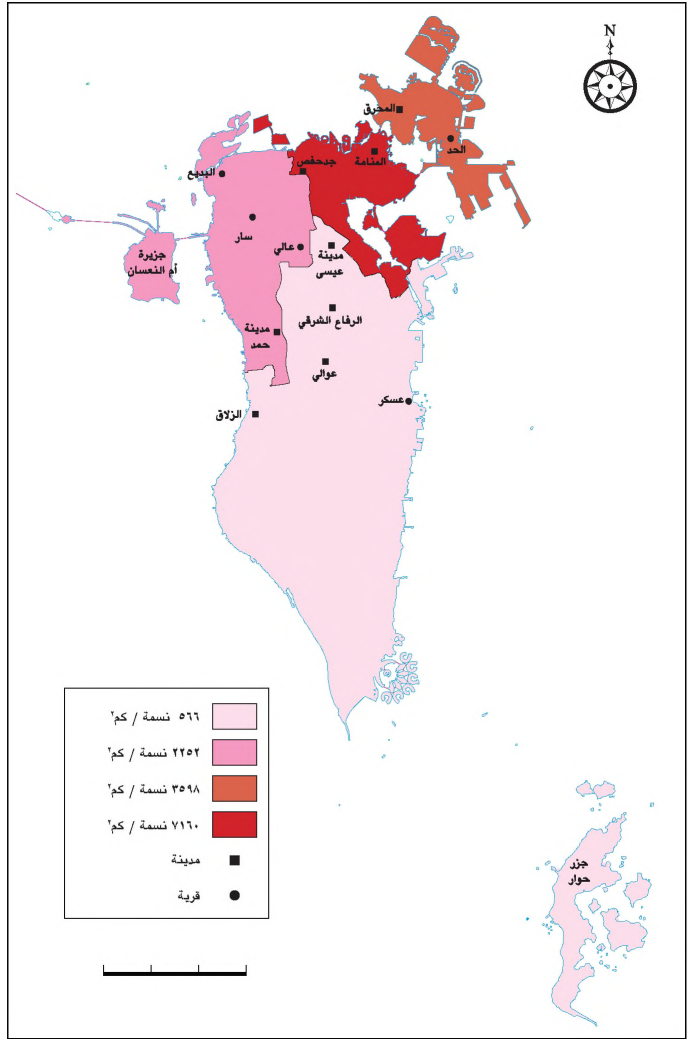 N
المحرق
الحد
المنامة
جدحفص
البديع
سار
عالي
مدينة
عيسى
جزيرة
أم النعسان
الرفاع الشرقي
مدينة
حمد
عوالي
عسكر
الزلاق
٥٦٦ نسمة / كم٢
٢٢٥٢ نسمة / كم٢
٣٥٩٨ نسمة / كم٢
٧١٦٠ نسمة / كم٢
مدينة
قرية
جزر
حوار